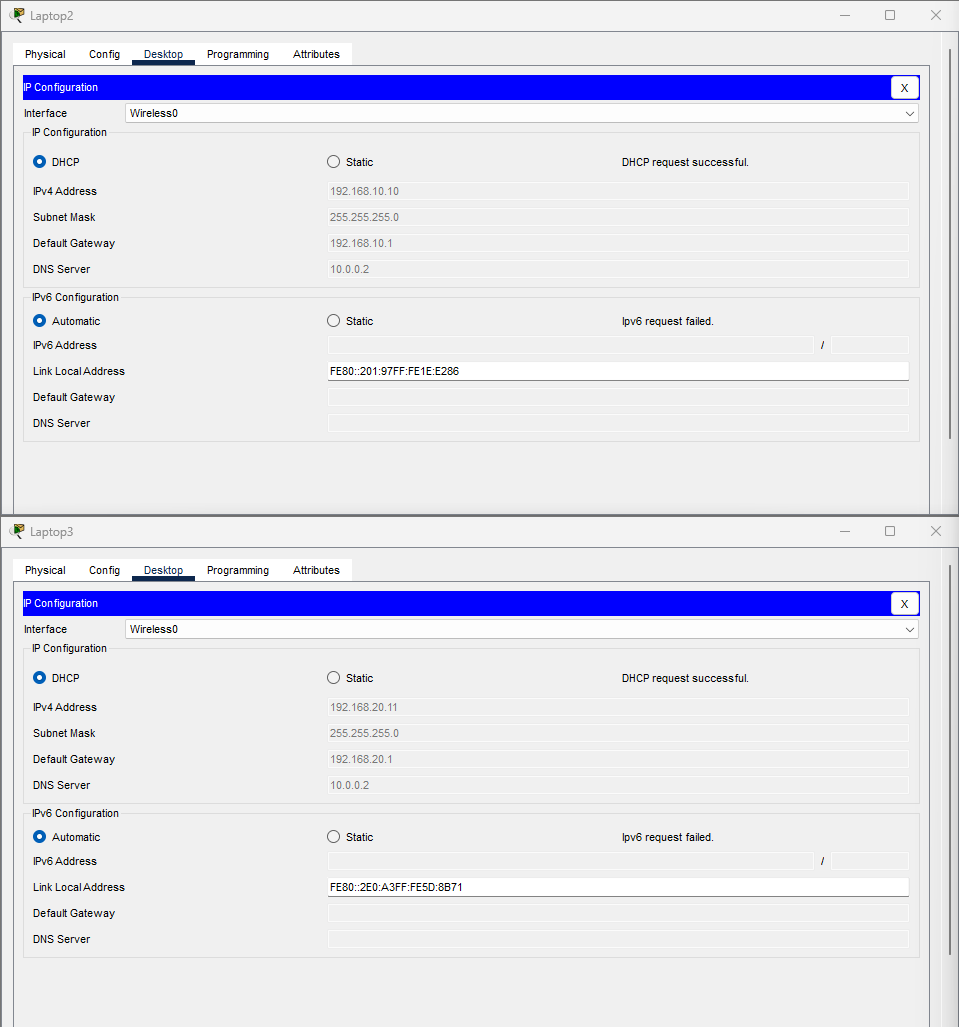 Laptop2
Physical Config Desktop Programming Attributes
IP Configuration X
Interface Wireless0
IP Configuration
DHCP Static DHCP request successful.
IPv4 Address 192.168.10.10
Subnet Mask 255.255.255.0
Default Gateway 192.168.10.1
DNS Server 10.0.0.2
IPv6 Configuration
Automatic Static Ipv6 request failed.
IPv6 Address /
Link Local Address FE80::201:97FF:FE1E:E286
Default Gateway
DNS Server
Laptop3
Physical Config Desktop Programming Attributes
IP Configuration X
Interface Wireless0
IP Configuration
DHCP Static DHCP request successful.
IPv4 Address 192.168.20.11
Subnet Mask 255.255.255.0
Default Gateway 192.168.20.1
DNS Server 10.0.0.2
IPv6 Configuration
Automatic Static Ipv6 request failed.
IPv6 Address /
Link Local Address FE80::2E0:A3FF:FE5D:8B71
Default Gateway
DNS Server